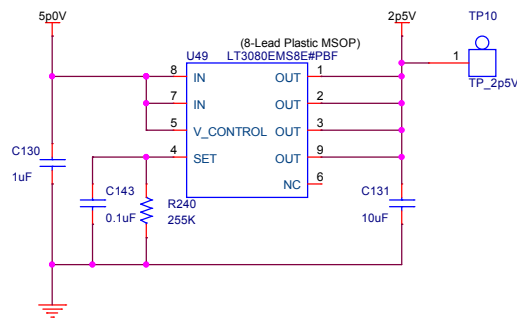 5p0V
2p5V
TP10
(8-Lead Plastic MSOP)
U49
LT3080EMS8E#PBF
1
TP_2p5V
8
IN
OUT
1
7
IN
OUT
2
5
V_CONTROL
OUT
3
4
SET
OUT
9
NC
6
C130
1uF
C143
0.1uF
R240
255K
C131
10uF